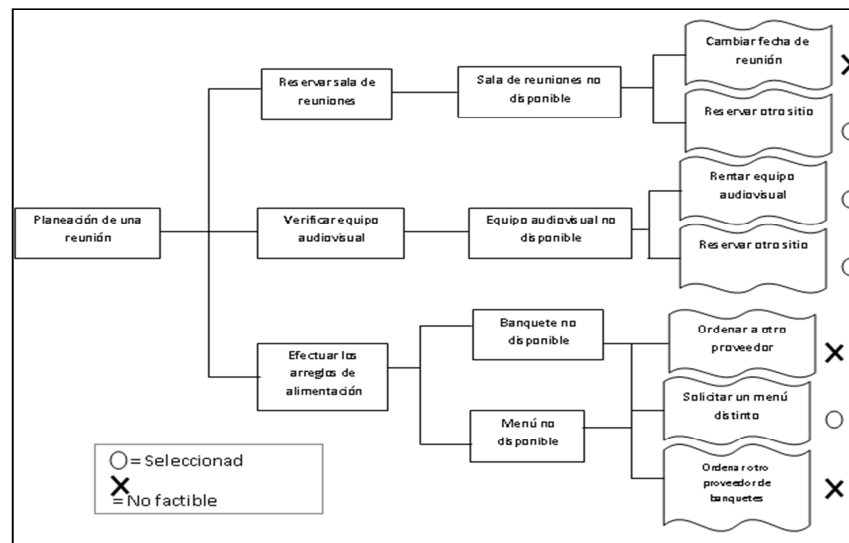 Cambiar fecha de
reunión
Reservar sala de
reuniones
Sala de reuniones no
disponible
Reservar otro sitio
Rentar equipo
audiovisual
Planeación de una
reunión
Verificar equipo
audiovisual
Equipo audiovisual no
disponible
Reservar otro sitio
Banquete no
disponible
Ordenar a otro
proveedor
Efectuar los
arreglos de
alimentación
Solicitar un menú
distinto
Menú no
disponible
Ordenar otro
proveedor de
banquetes
= Seleccionad
= No factible